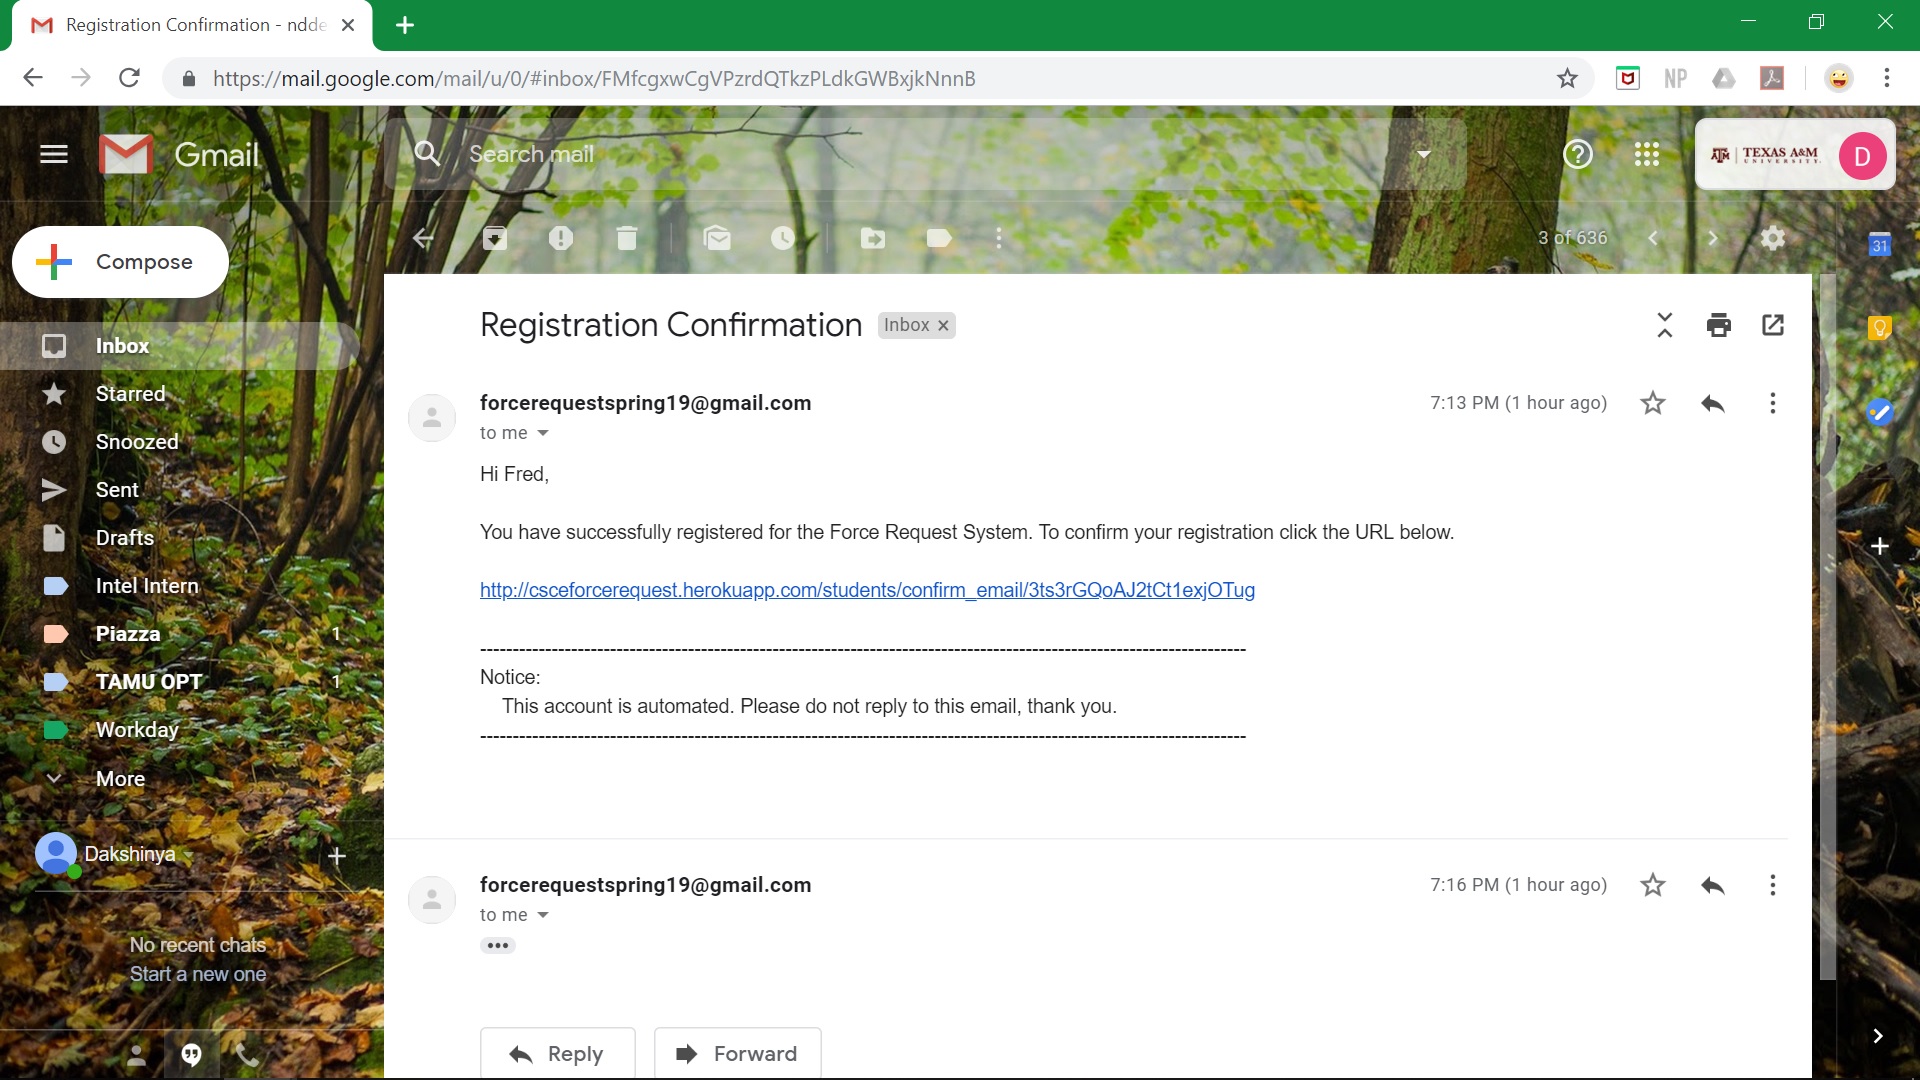 Registration Confirmation - ndde
https://mail.google.com/mail/u/0/#inbox/FMfcgxwCgVPzrdQTkzPLdkGWBxjkNnnB
NP
Gmail
Search mail
TEXAS A&M
UNIVERSITY
D
3 of 636
31
Compose
Registration Confirmation
Inbox
Inbox
Starred
Snoozed
Sent
Drafts
Intel Intern
Piazza 1
TAMU OPT 1
Workday
More
Dakshinya
No recent chats
Start a new one
forcerequestspring19@gmail.com
7:13 PM (1 hour ago)
to me
Hi Fred,
You have successfully registered for the Force Request System. To confirm your registration click the URL below.
http://csceforcerequest.herokuapp.com/students/confirm_email/3ts3rGQoAJ2tCt1exjOTug
------------------------------------------------------------------------------------------------------------------------
Notice:
This account is automated. Please do not reply to this email, thank you.
------------------------------------------------------------------------------------------------------------------------
forcerequestspring19@gmail.com
7:16 PM (1 hour ago)
to me
Reply
Forward